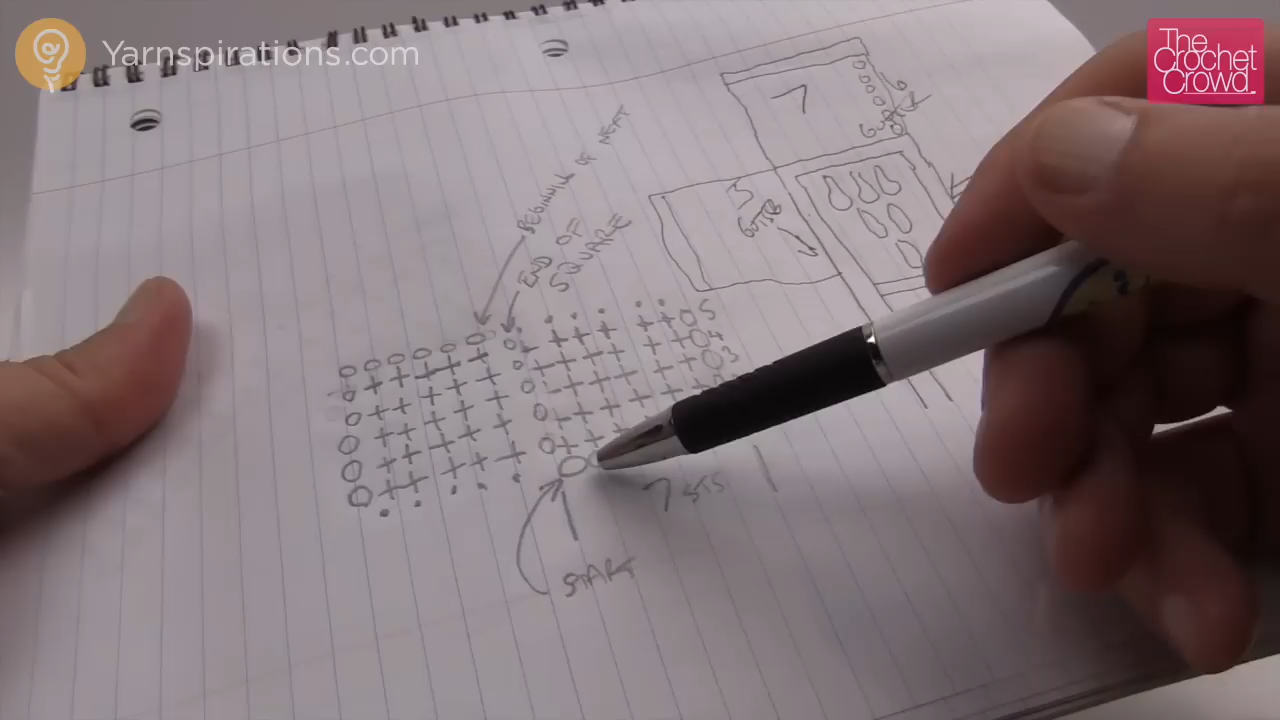 Yarnspirations.com
The
Crochet
Crowd
7
BEGINNING OF NEXT
END OF
SQUARE
5
4
3
7 STS
START